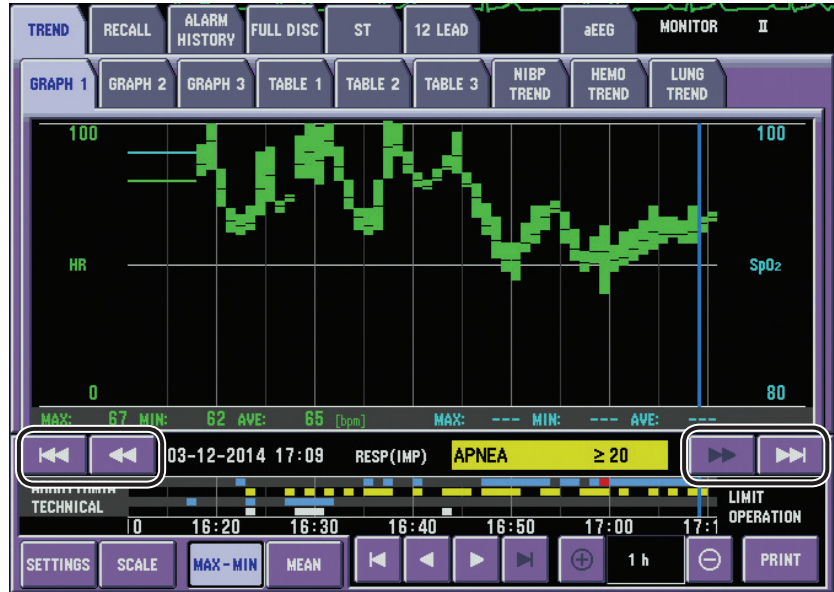 TREND RECALL ALARM HISTORY FULL DISC ST 12 LEAD aEEG MONITOR II
GRAPH 1 GRAPH 2 GRAPH 3 TABLE 1 TABLE 2 TABLE 3 NIBP TREND HEMO TREND LUNG TREND
100 100
HR SpO2
0 80
MAX: 67 MIN: 62 AVE: 65 [bpm] MAX: --- MIN: --- AVE: ---
03-12-2014 17:09 RESP(IMP) APNEA ≥ 20
TECHNICAL LIMIT
OPERATION
10 16:20 16:30 16:40 16:50 17:00 17:1
SETTINGS SCALE MAX-MIN MEAN 1 h PRINT